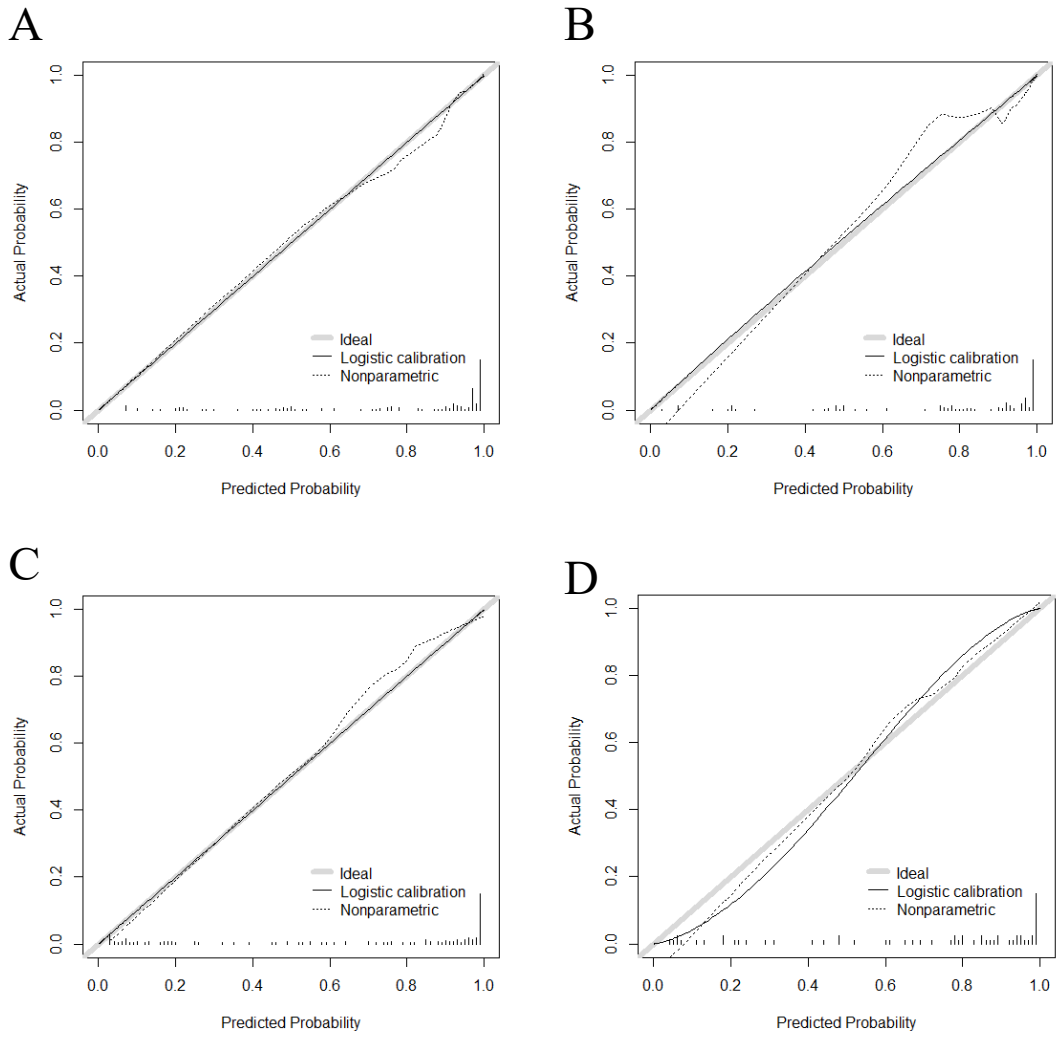 A
1.0
0.8
0.6
0.4
0.2
0.0
Actual Probability
Ideal
Logistic calibration
Nonparametric
0.0 0.2 0.4 0.6 0.8 1.0
Predicted Probability
B
1.0
0.8
0.6
0.4
0.2
0.0
Actual Probability
Ideal
Logistic calibration
Nonparametric
0.0 0.2 0.4 0.6 0.8 1.0
Predicted Probability
C
1.0
0.8
0.6
0.4
0.2
0.0
Actual Probability
Ideal
Logistic calibration
Nonparametric
0.0 0.2 0.4 0.6 0.8 1.0
Predicted Probability
D
1.0
0.8
0.6
0.4
0.2
0.0
Actual Probability
Ideal
Logistic calibration
Nonparametric
0.0 0.2 0.4 0.6 0.8 1.0
Predicted Probability